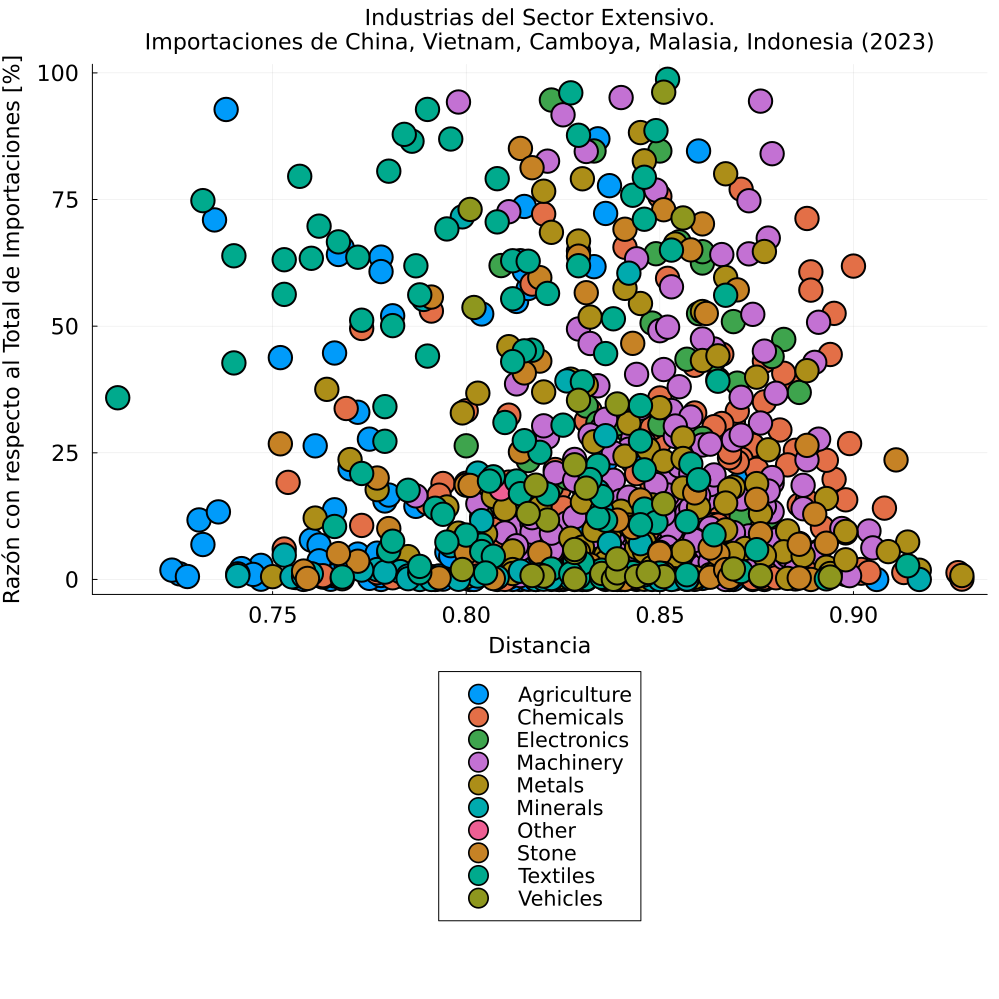 Industrias del Sector Extensivo.
Importaciones de China, Vietnam, Camboya, Malasia, Indonesia (2023)
Razón con respecto al Total de Importaciones [%]
100
75
50
25
0
0.75 0.80 0.85 0.90
Distancia
Agriculture
Chemicals
Electronics
Machinery
Metals
Minerals
Other
Stone
Textiles
Vehicles